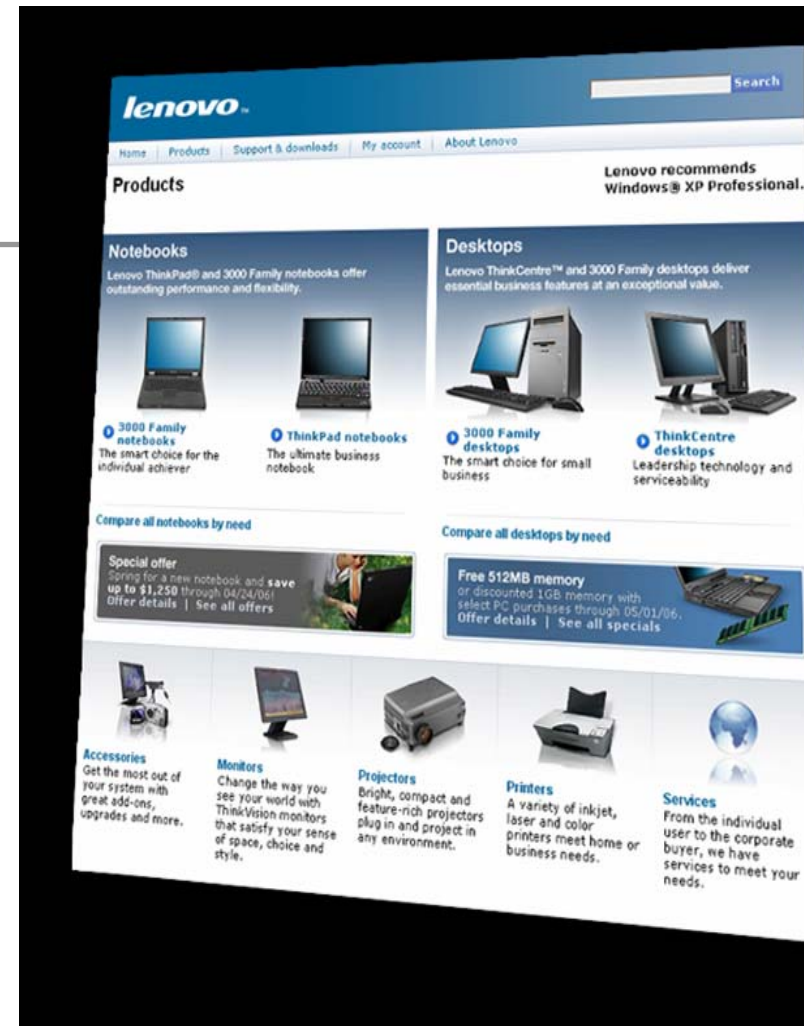 lenovo™
Search
Home | Products | Support & downloads | My account | About Lenovo
Products
Lenovo recommends
Windows® XP Professional.
Notebooks
Lenovo ThinkPad® and 3000 Family notebooks offer
outstanding performance and flexibility.
3000 Family
notebooks
The smart choice for the
individual achiever
ThinkPad notebooks
The ultimate business
notebook
Desktops
Lenovo ThinkCentre™ and 3000 Family desktops deliver
essential business features at an exceptional value.
3000 Family
desktops
The smart choice for small
business
ThinkCentre
desktops
Leadership technology and
serviceability
Compare all notebooks by need
Compare all desktops by need
Special offer
Spring for a new notebook and save
up to $1,250 through 04/24/06!
Offer details | See all offers
Free 512MB memory
or discounted 1GB memory with
select PC purchases through 05/01/06.
Offer details | See all specials
Accessories
Get the most out of
your system with
great add-ons,
upgrades and more.
Monitors
Change the way you
see your world with
ThinkVision monitors
that satisfy your sense
of space, choice and
style.
Projectors
Bright, compact and
feature-rich projectors
plug in and project in
any environment.
Printers
A variety of inkjet,
laser and color
printers meet home or
business needs.
Services
From the individual
user to the corporate
buyer, we have
services to meet your
needs.